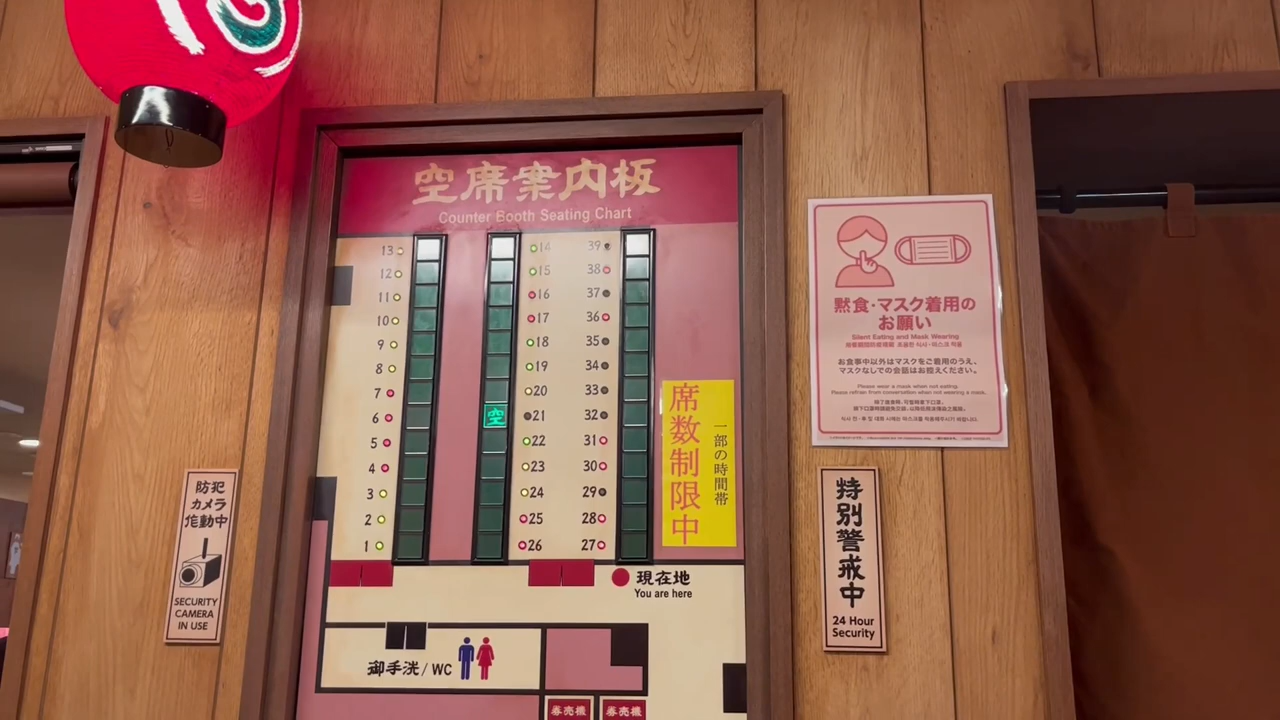 空席案内板
Counter Booth Seating Chart
13
12
11
10
9
8
7
6
5
4
3
2
1
14
15
16
17
18
19
20
空
21
22
23
24
25
26
39
38
37
36
35
34
33
32
31
30
29
28
27
席数制限中
一部の時間帯
現在地
You are here
御手洗/WC
券売機
券売機
防犯
カメラ
作動中
SECURITY
CAMERA
IN USE
黙食・マスク着用の
お願い
Silent Eating and Mask Wearing
お食事中以外はマスクをご着用のうえ、
マスクなしでの会話はお控えください。
Please wear a mask when not eating.
Please refrain from conversation when not wearing a mask.
特別警戒中
24 Hour
Security